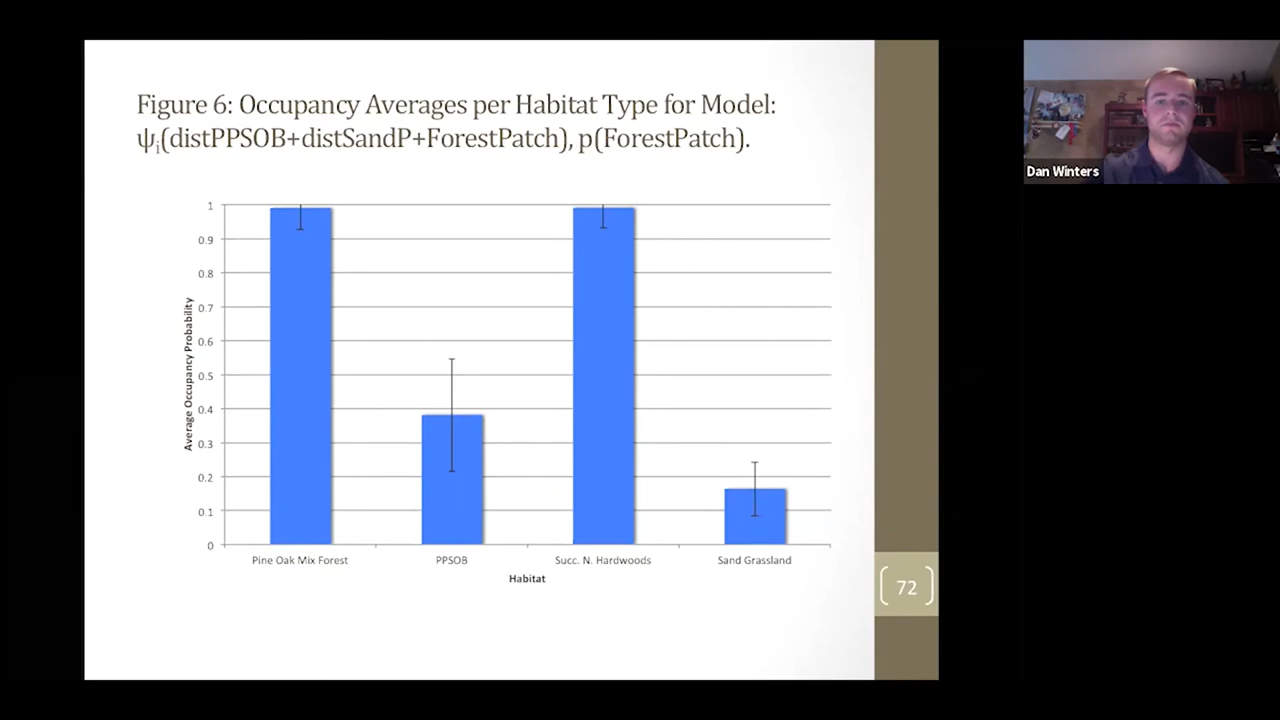 Figure 6: Occupancy Averages per Habitat Type for Model:
ψi(distPPSOB+distSandP+ForestPatch), p(ForestPatch).
Dan Winters
Average Occupancy Probability
1
0.9
0.8
0.7
0.6
0.5
0.4
0.3
0.2
0.1
0
Pine Oak Mix Forest
PPSOB
Succ. N. Hardwoods
Sand Grassland
Habitat
72